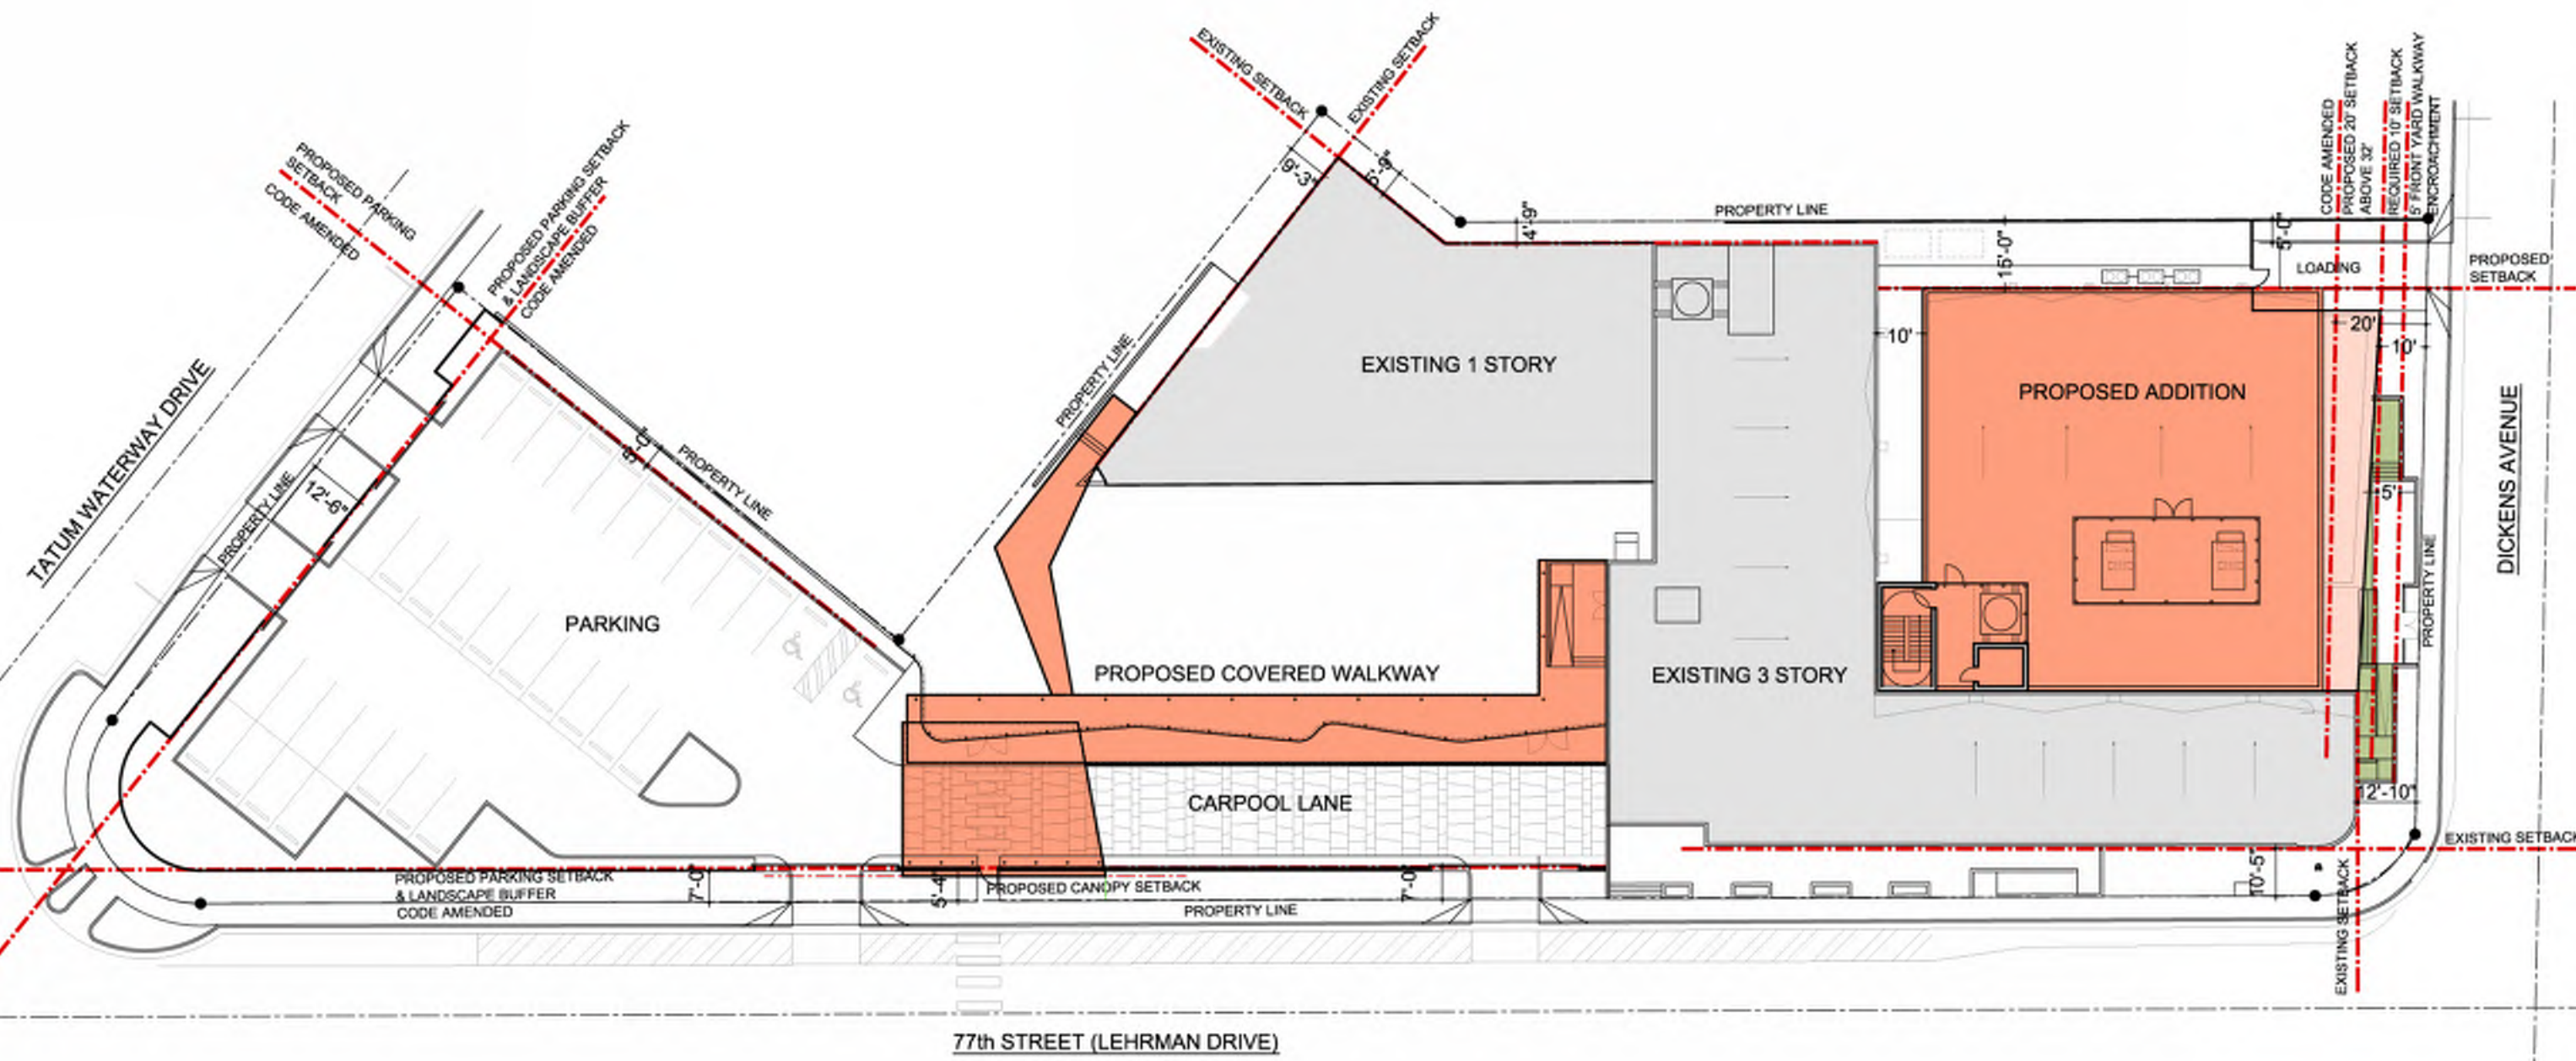 EXISTING SETBACK
EXISTING SETBACK
CODE AMENDED
PROPOSED 20' SETBACK
ABOVE 32'
REQUIRED 10' SETBACK
5' FRONT YARD WALKWAY
ENCROACHMENT
PROPOSED PARKING
SETBACK
CODE AMENDED
PROPOSED PARKING SETBACK
& LANDSCAPE BUFFER
CODE AMENDED
9'-3"
4'-9"
PROPERTY LINE
15'-0"
5'-0"
LOADING
PROPOSED
SETBACK
20'
10'
10'
TATUM WATERWAY DRIVE
PROPERTY LINE
12'-6"
PROPERTY LINE
PROPERTY LINE
EXISTING 1 STORY
PROPOSED ADDITION
5'
DICKENS AVENUE
PROPERTY LINE
PARKING
PROPOSED COVERED WALKWAY
EXISTING 3 STORY
CARPOOL LANE
12'-10"
EXISTING SETBACK
PROPOSED PARKING SETBACK
& LANDSCAPE BUFFER
CODE AMENDED
7'-0"
5'-4"
PROPOSED CANOPY SETBACK
PROPERTY LINE
7'-0"
10'-5"
EXISTING SETBACK
77th STREET (LEHRMAN DRIVE)